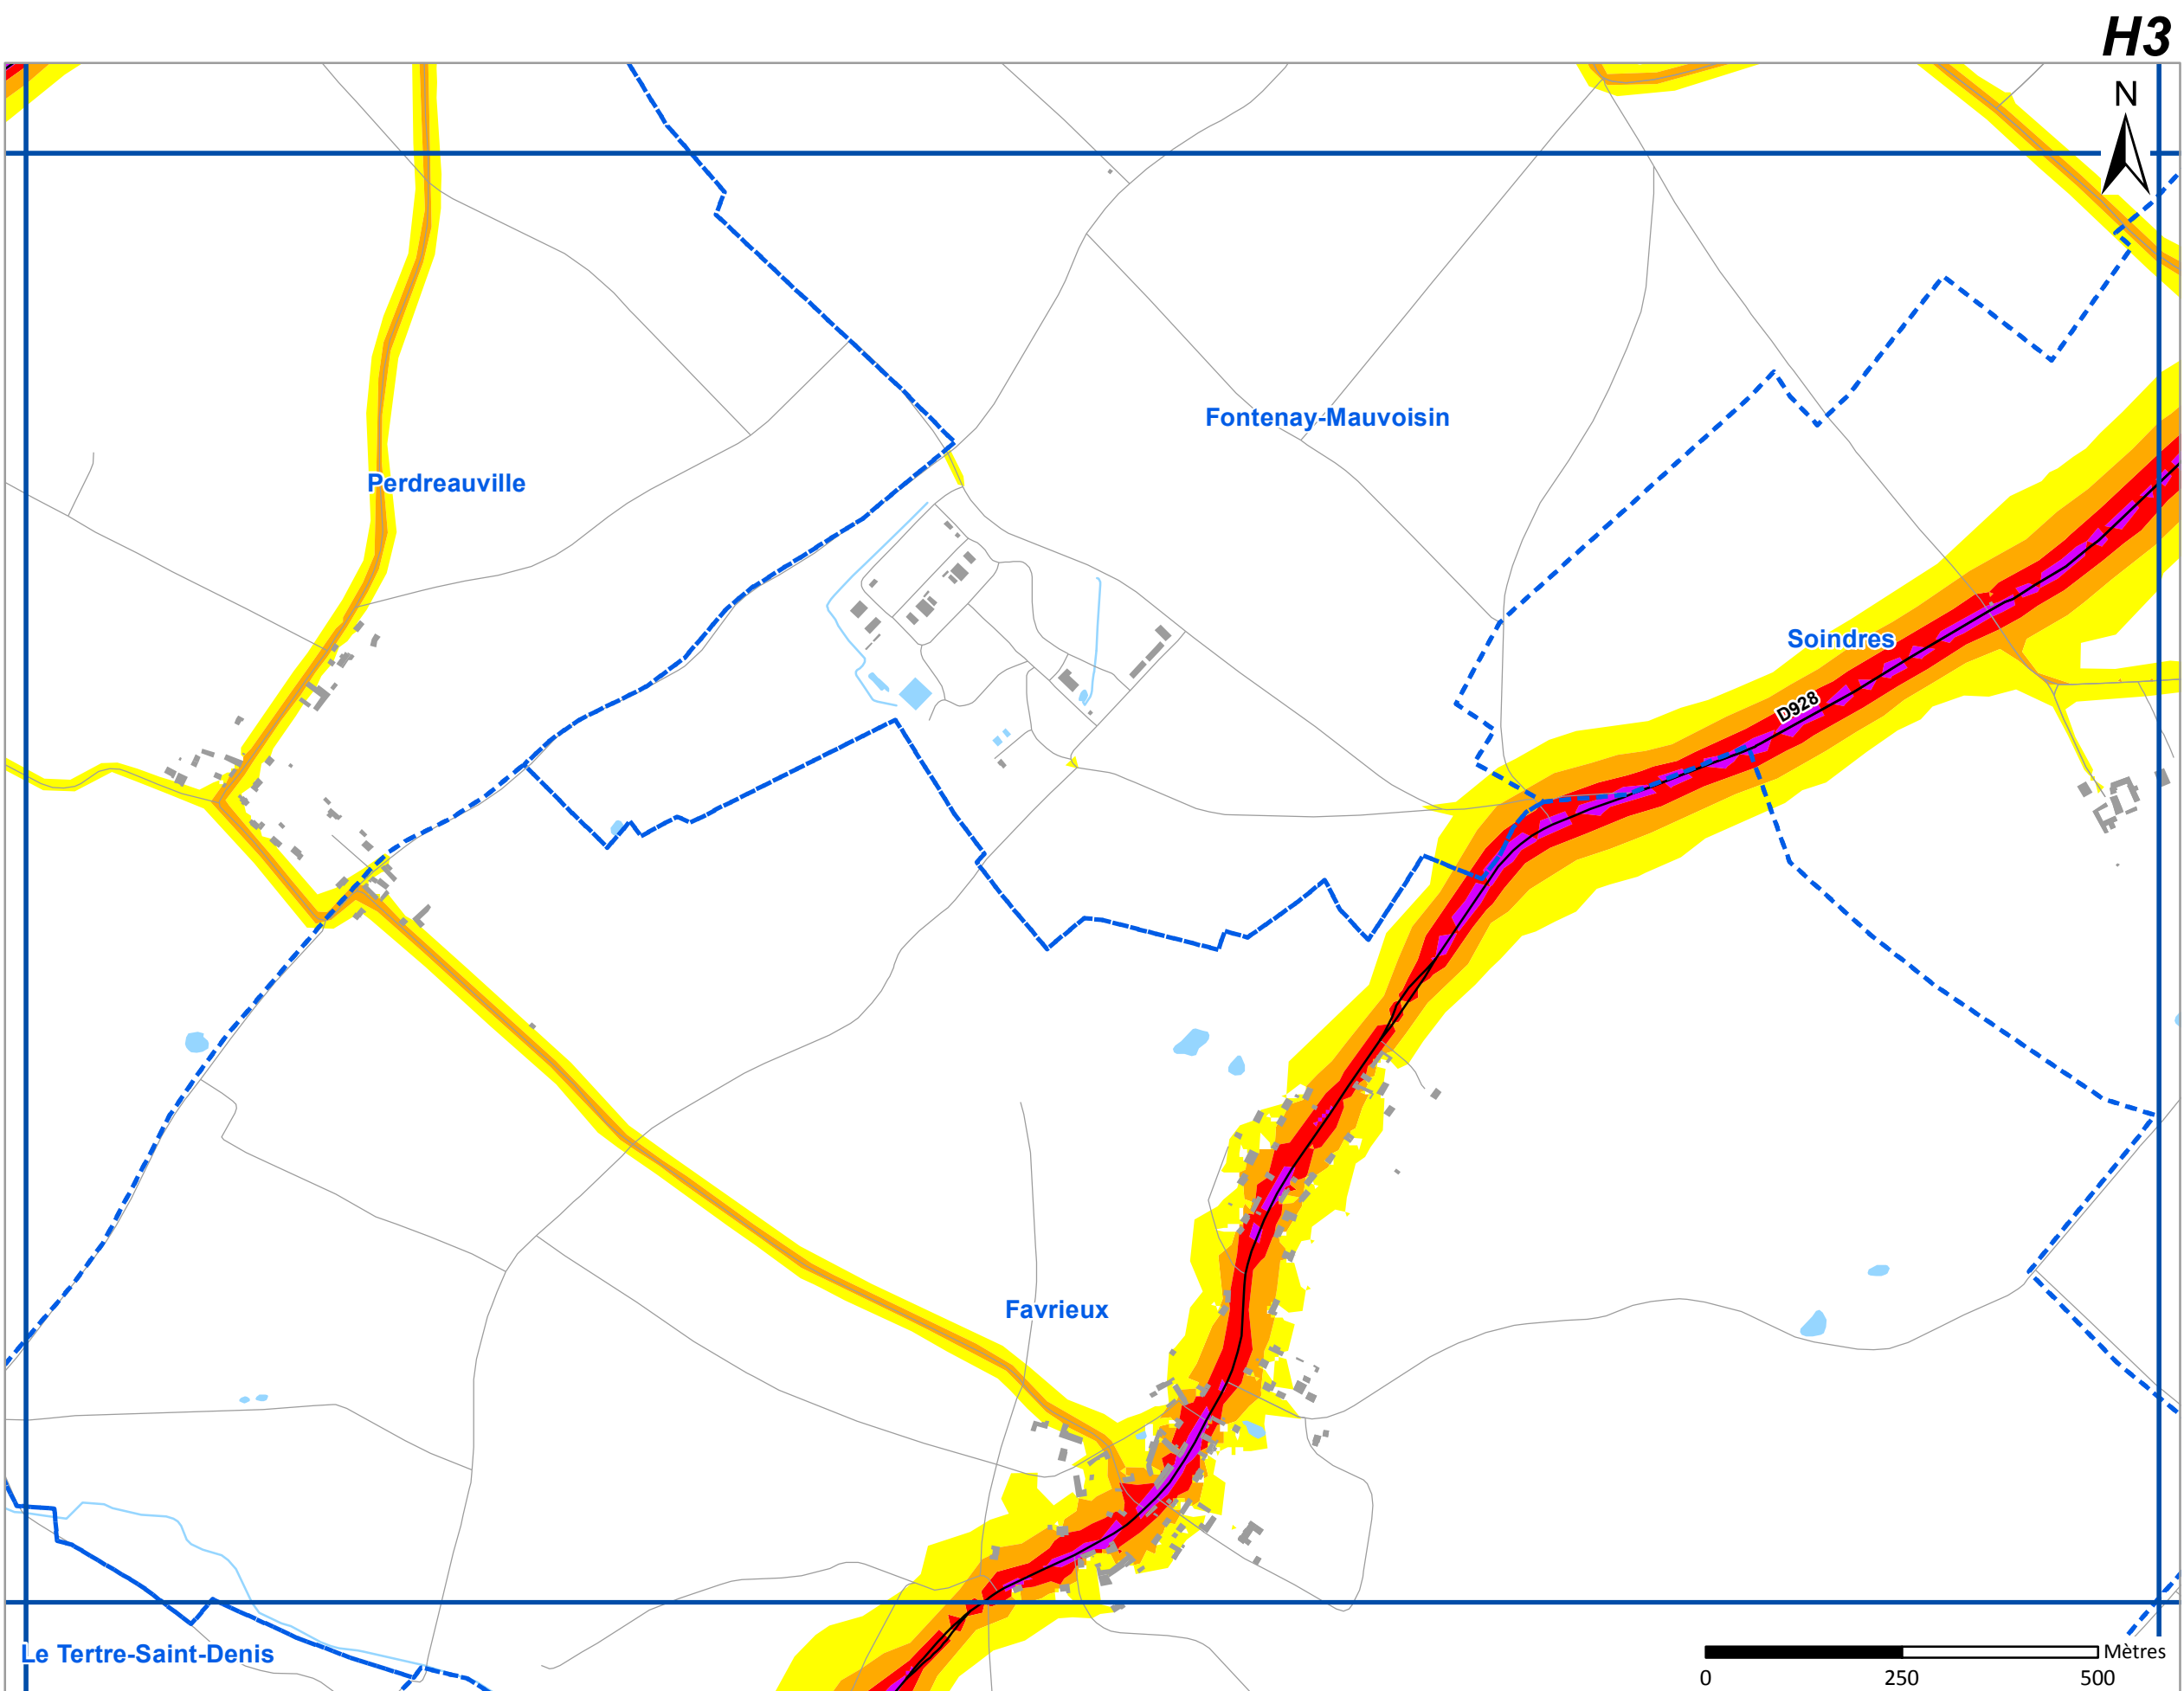 H3
N
Fontenay-Mauvoisin
Perdreauville
Soindres
D928
Favrieux
Le Tertre-Saint-Denis
Mètres
0 250 500